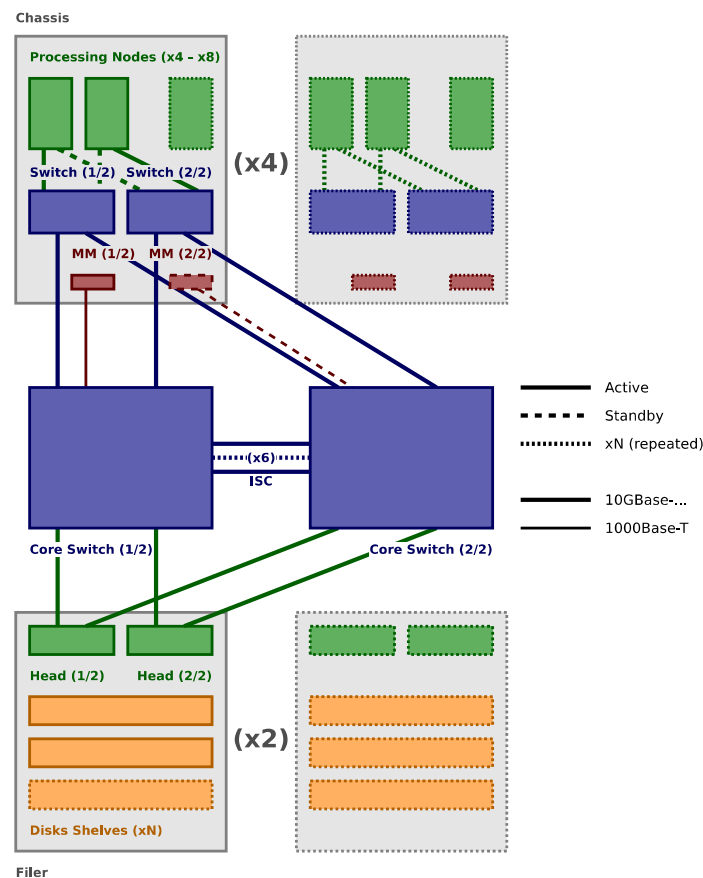 Chassis
Processing Nodes (x4 – x8)
Switch (1/2) Switch (2/2)
(x4)
MM (1/2) MM (2/2)
Active
Standby
xN (repeated)
(x6)
ISC
10GBase-...
1000Base-T
Core Switch (1/2)
Core Switch (2/2)
Head (1/2) Head (2/2)
(x2)
Disks Shelves (xN)
Filer